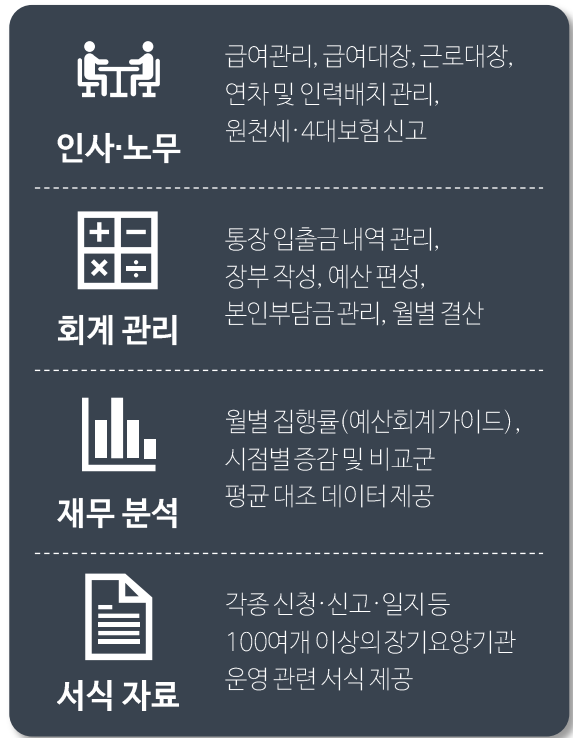 인사·노무
급여관리, 급여대장, 근로대장,
연차 및 인력배치 관리,
원천세·4대보험 신고
회계 관리
통장 입출금 내역 관리,
장부 작성, 예산 편성,
본인부담금 관리, 월별 결산
재무 분석
월별 집행률(예산회계가이드),
시점별 증감 및 비교군
평균 대조 데이터 제공
서식 자료
각종 신청·신고·일지 등
100여개 이상의 장기요양기관
운영 관련 서식 제공